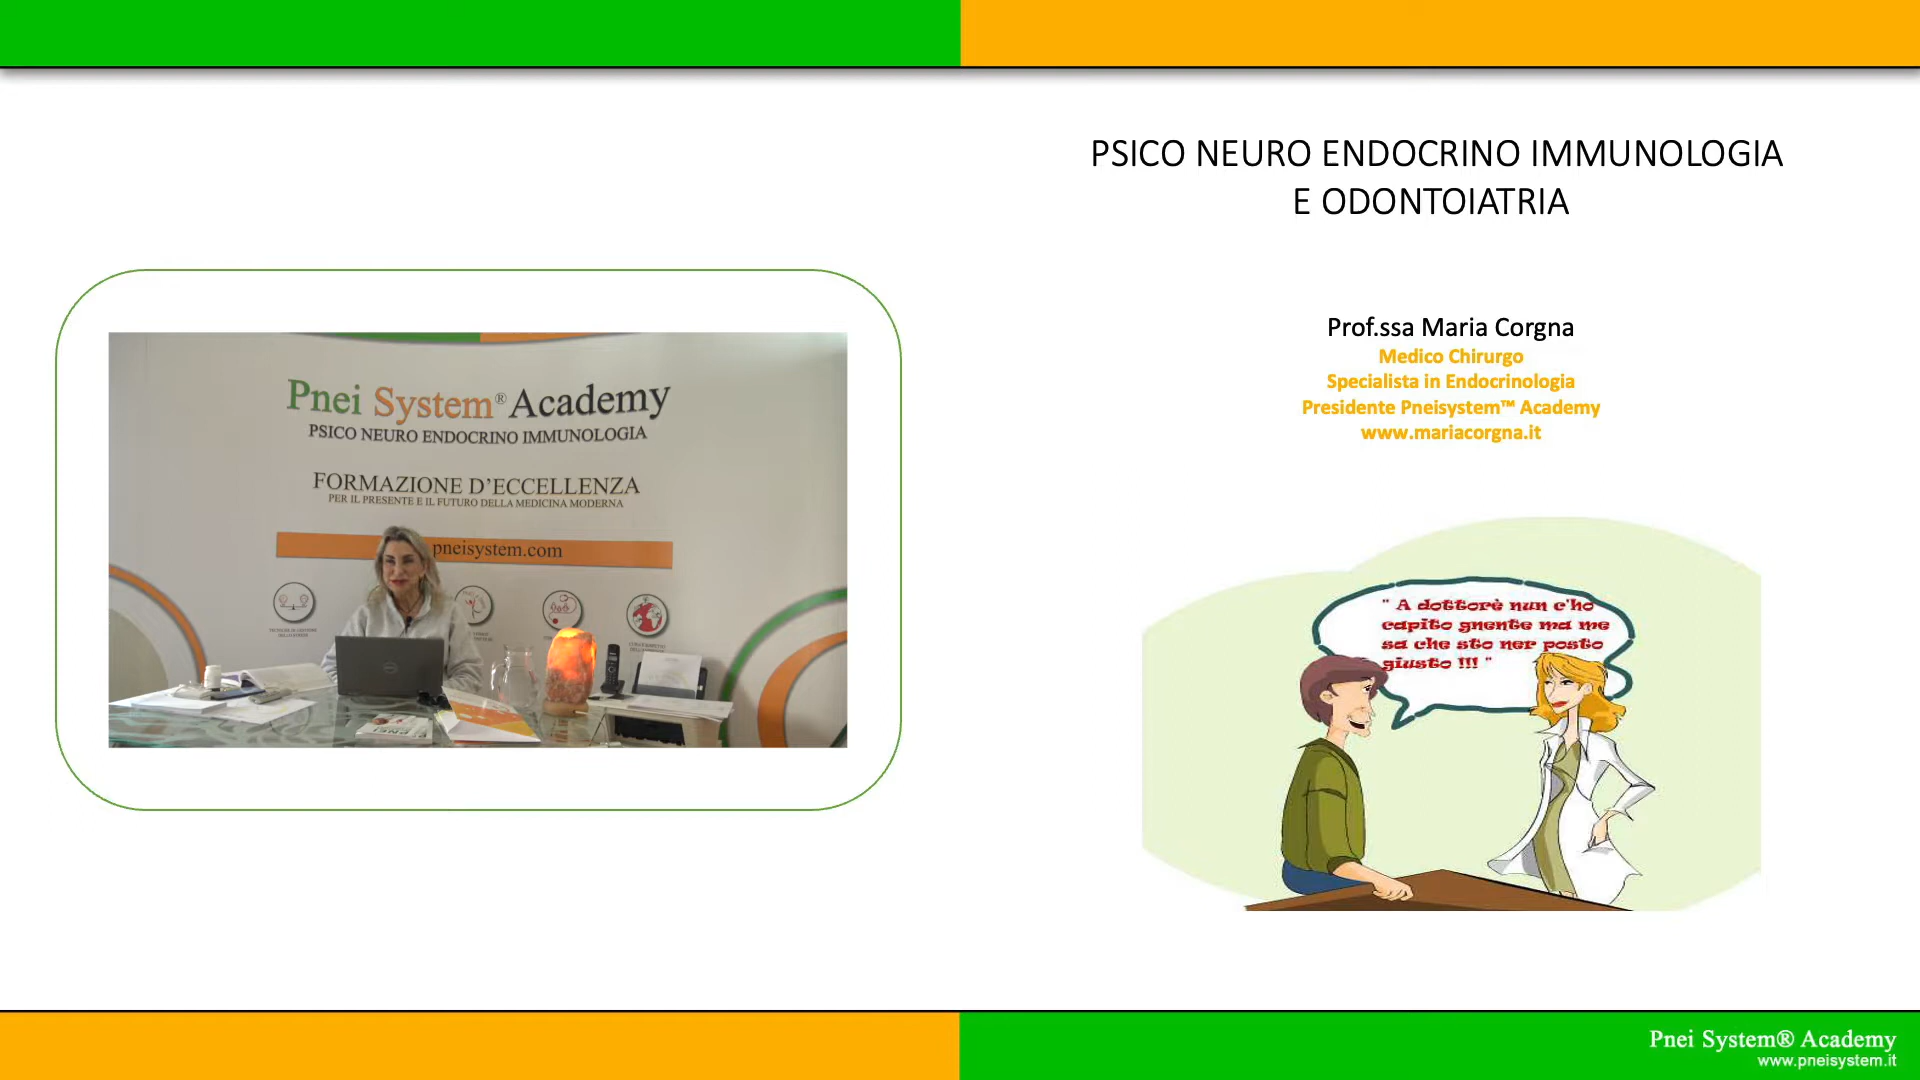 PSICO NEURO ENDOCRINO IMMUNOLOGIA
E ODONTOIATRIA
Prof.ssa Maria Corgna
Medico Chirurgo
Specialista in Endocrinologia
Presidente Pneisystem™ Academy
www.mariacorgna.it
Pnei System® Academy
PSICO NEURO ENDOCRINO IMMUNOLOGIA
FORMAZIONE D'ECCELLENZA
PER IL PRESENTE E IL FUTURO DELLA MEDICINA MODERNA
pneisystem.com
PNEI
DELL
" A dottorè nun c'ho
capito gnente ma me
sa che sto ner posto
giusto !!! "
Pnei System® Academy
www.pneisystem.it